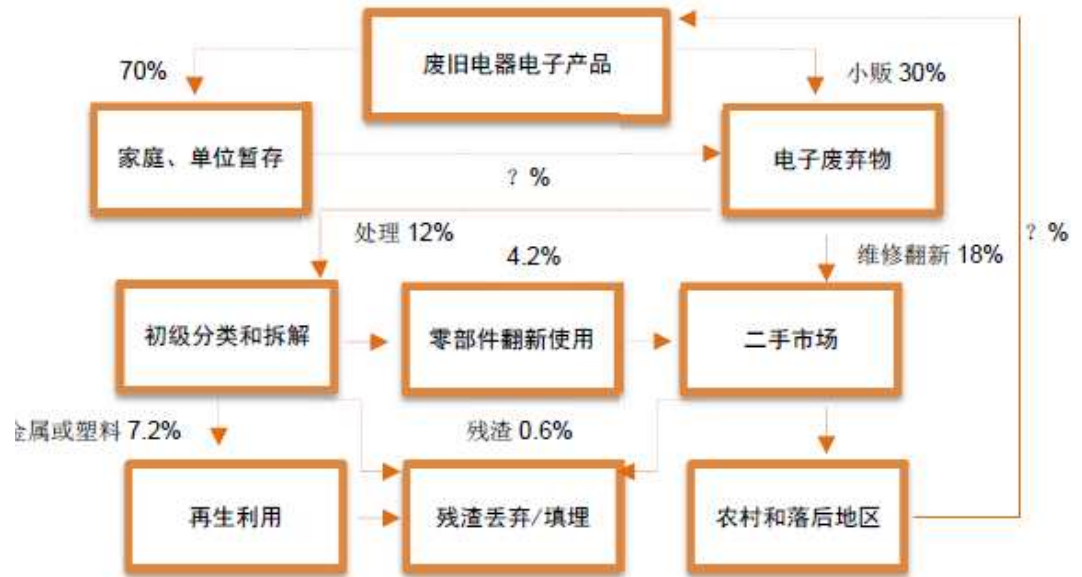 废旧电器电子产品
70%
小贩 30%
家庭、单位暂存
电子废弃物
？%
处理 12%
4.2%
维修翻新 18%
？%
初级分类和拆解
零部件翻新使用
二手市场
金属或塑料 7.2%
残渣 0.6%
再生利用
残渣丢弃/填埋
农村和落后地区